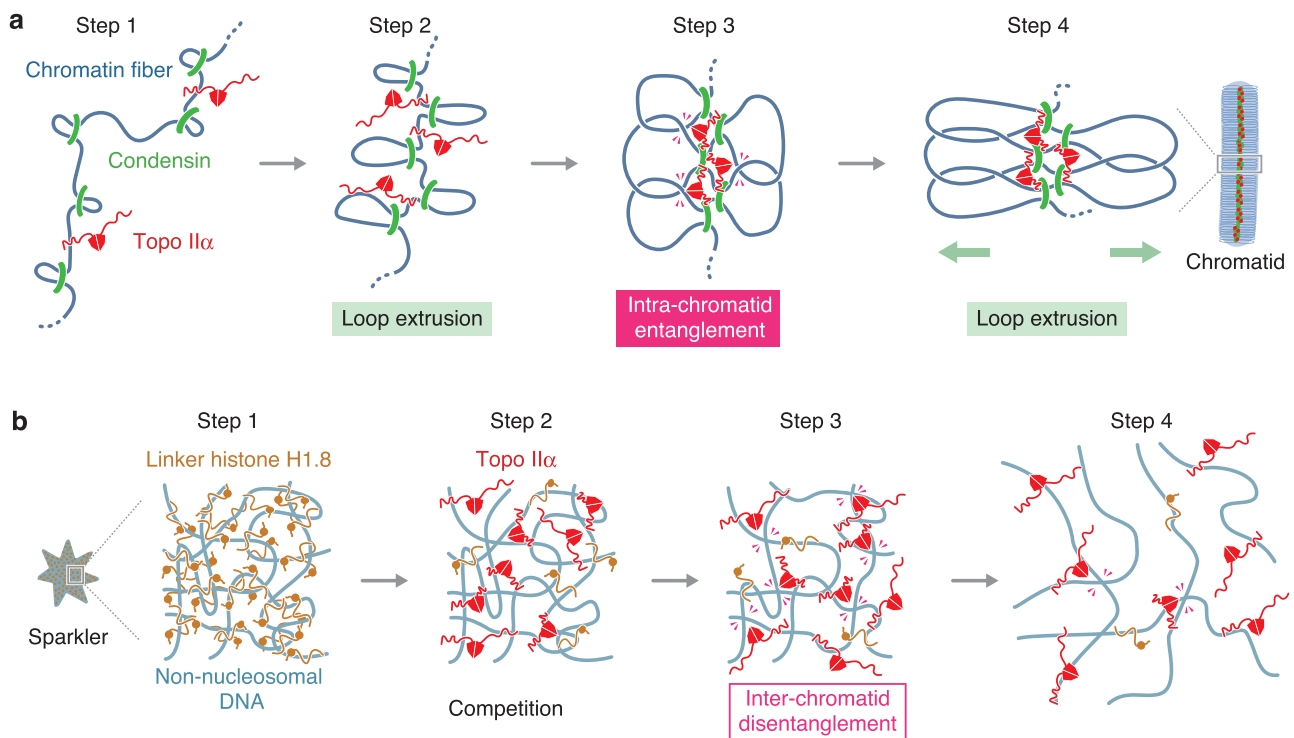 a
Step 1
Step 2
Step 3
Step 4
Chromatin fiber
Condensin
Topo IIα
Chromatid
Loop extrusion
Intra-chromatid
entanglement
Loop extrusion
b
Step 1
Step 2
Step 3
Step 4
Linker histone H1.8
Topo IIα
Sparkler
Non-nucleosomal
DNA
Competition
Inter-chromatid
disentanglement